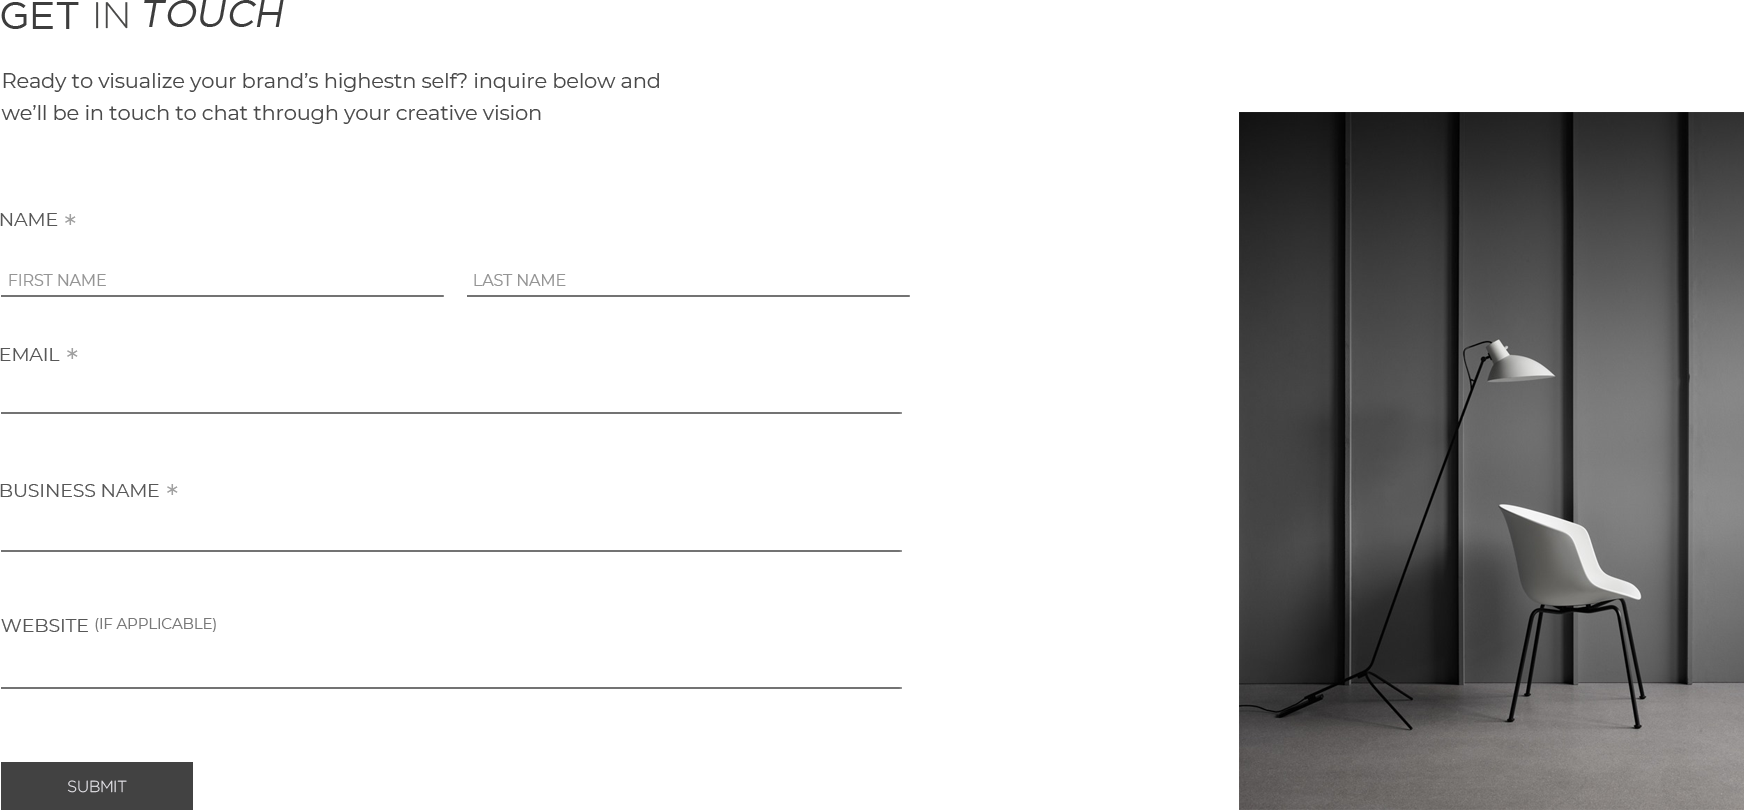 GET IN TOUCH
Ready to visualize your brand’s highestn self? inquire below and
we’ll be in touch to chat through your creative vision
NAME *
FIRST NAME LAST NAME
EMAIL *
BUSINESS NAME *
WEBSITE (IF APPLICABLE)
SUBMIT